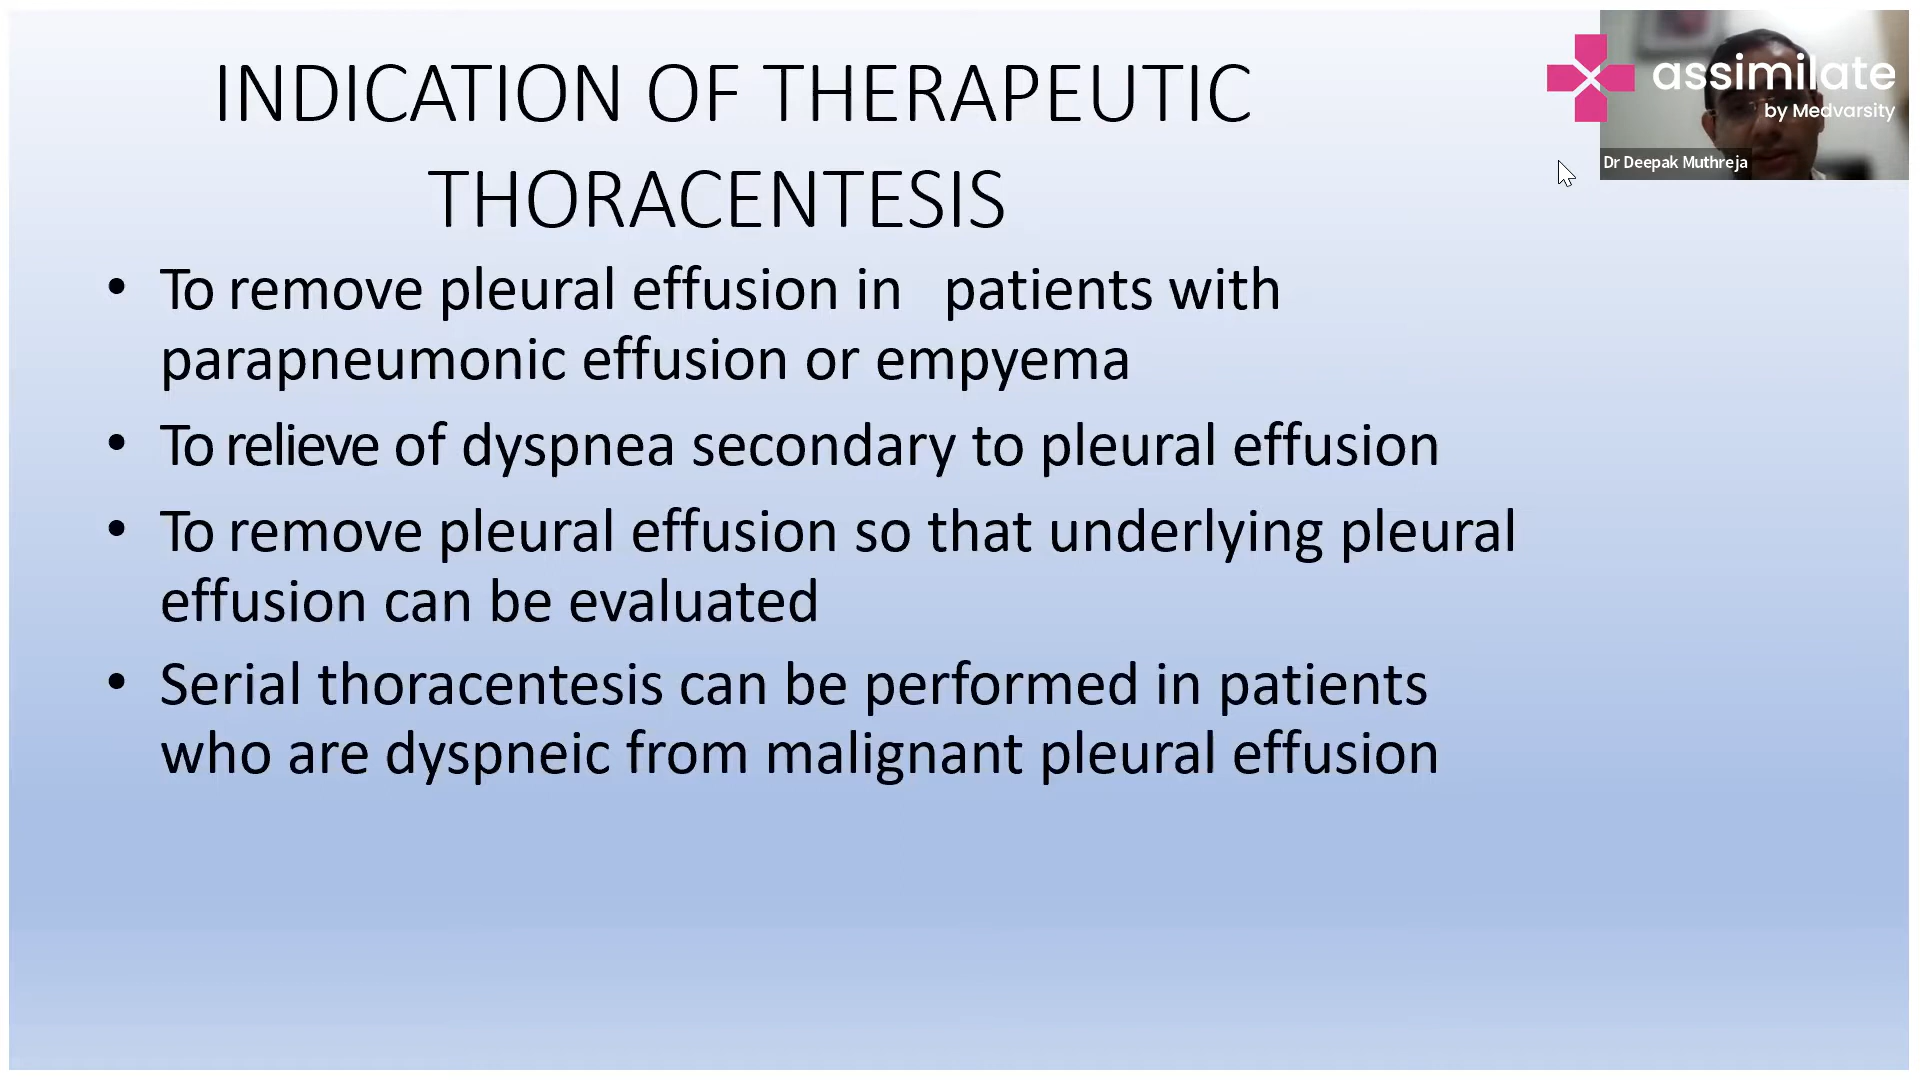 INDICATION OF THERAPEUTIC
THORACENTESIS
• To remove pleural effusion in patients with
parapneumonic effusion or empyema
• To relieve of dyspnea secondary to pleural effusion
• To remove pleural effusion so that underlying pleural
effusion can be evaluated
• Serial thoracentesis can be performed in patients
who are dyspneic from malignant pleural effusion
assimilate
by Medvarsity
Dr Deepak Muthreja